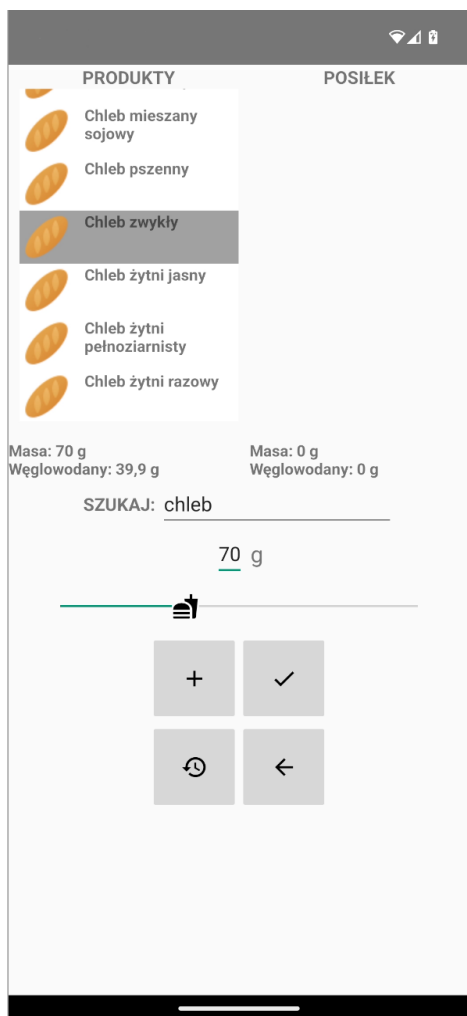 PRODUKTY
POSIŁEK
Chleb mieszany
sojowy
Chleb pszenny
Chleb zwykły
Chleb żytni jasny
Chleb żytni
pełnoziarnisty
Chleb żytni razowy
Masa: 70 g
Węglowodany: 39,9 g
Masa: 0 g
Węglowodany: 0 g
SZUKAJ: chleb
70 g